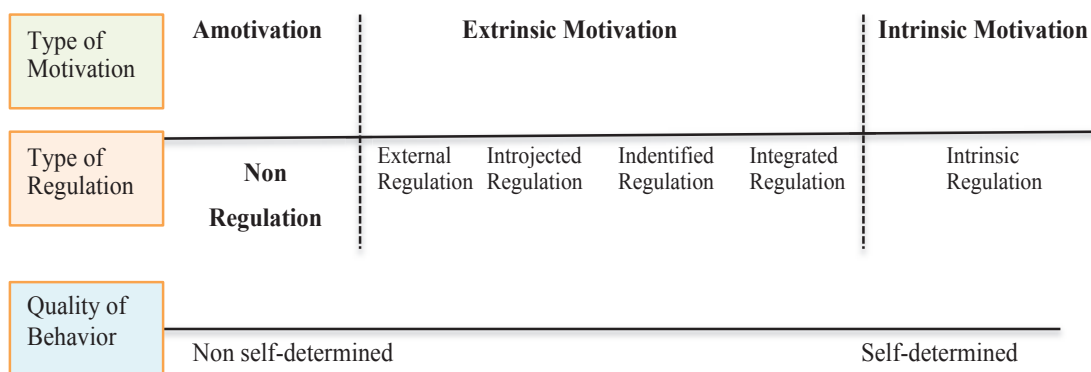 Type of
Motivation
Amotivation
Extrinsic Motivation
Intrinsic Motivation
Type of
Regulation
Non
Regulation
External
Regulation
Introjected
Regulation
Indentified
Regulation
Integrated
Regulation
Intrinsic
Regulation
Quality of
Behavior
Non self-determined
Self-determined